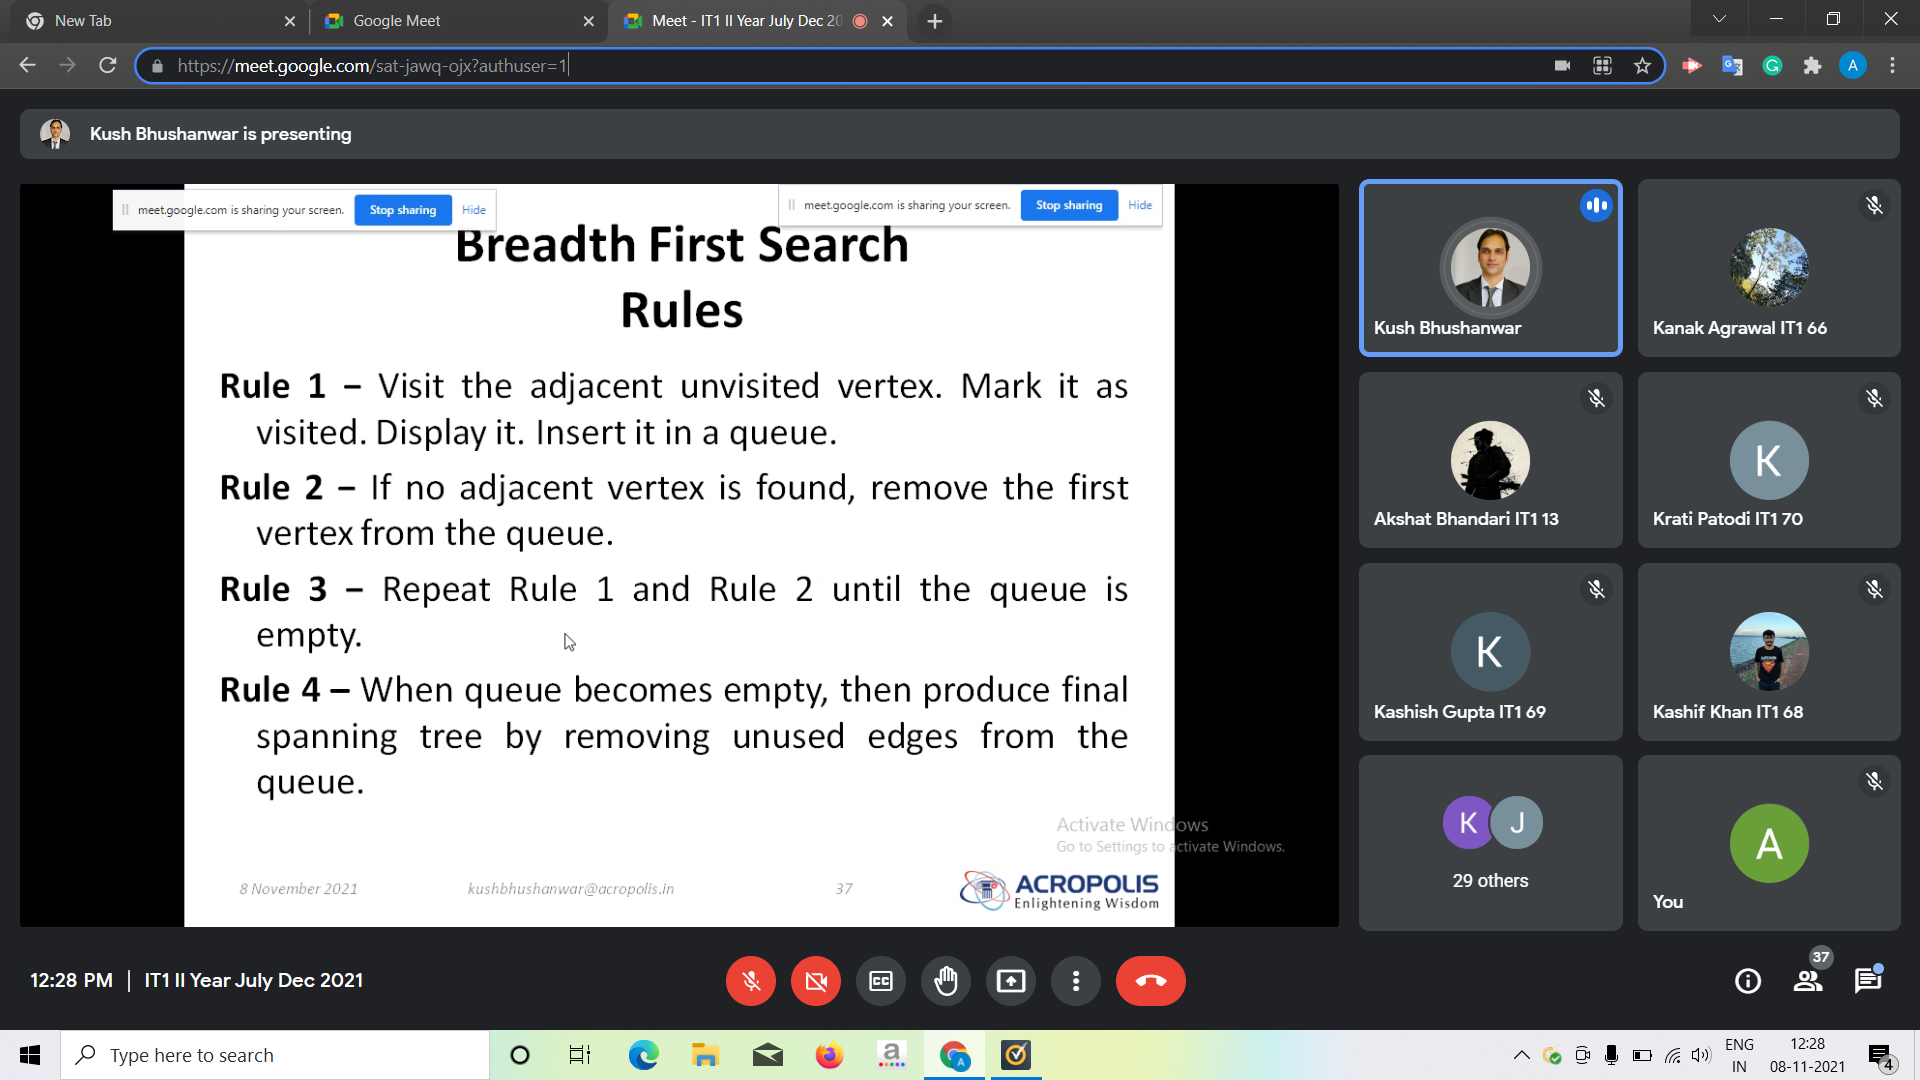 New Tab
Google Meet
Meet - IT1 II Year July Dec 20
https://meet.google.com/sat-jawq-ojx?authuser=1
A
Kush Bhushanwar is presenting
meet.google.com is sharing your screen. Stop sharing Hide
meet.google.com is sharing your screen. Stop sharing Hide
Breadth First Search
Rules
Rule 1 – Visit the adjacent unvisited vertex. Mark it as
visited. Display it. Insert it in a queue.
Rule 2 – If no adjacent vertex is found, remove the first
vertex from the queue.
Rule 3 – Repeat Rule 1 and Rule 2 until the queue is
empty.
Rule 4 – When queue becomes empty, then produce final
spanning tree by removing unused edges from the
queue.
Activate Windows
Go to Settings to activate Windows.
8 November 2021
kushbhushanwar@acropolis.in
37
ACROPOLIS
Enlightening Wisdom
Kush Bhushanwar
Kanak Agrawal IT1 66
Akshat Bhandari IT1 13
K
Krati Patodi IT1 70
K
Kashish Gupta IT1 69
Kashif Khan IT1 68
K J
29 others
A
You
12:28 PM | IT1 II Year July Dec 2021
CC
37
Type here to search
a
A
ENG
IN
12:28
08-11-2021
4